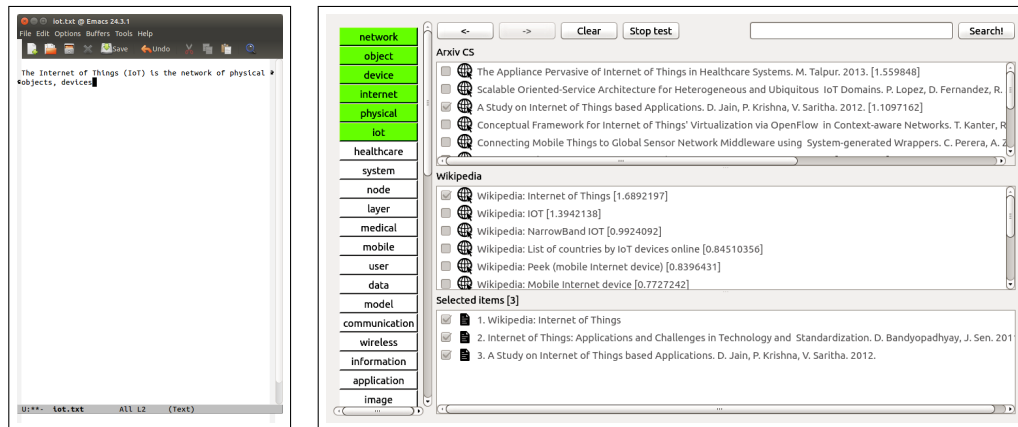 iot.txt @ Emacs 24.3.1
File Edit Options Buffers Tools Help
Save Undo
The Internet of Things (IoT) is the network of physical
objects, devices
U:**- iot.txt All L2 (Text)
network
object
device
internet
physical
iot
healthcare
system
node
layer
medical
mobile
user
data
model
communication
wireless
information
application
image
<- -> Clear Stop test Search!
Arxiv CS
The Appliance Pervasive of Internet of Things in Healthcare Systems. M. Talpur. 2013. [1.559848]
Scalable Oriented-Service Architecture for Heterogeneous and Ubiquitous IoT Domains. P. Lopez, D. Fernandez, R.
A Study on Internet of Things based Applications. D. Jain, P. Krishna, V. Saritha. 2012. [1.1097162]
Conceptual Framework for Internet of Things' Virtualization via OpenFlow in Context-aware Networks. T. Kanter, R
Connecting Mobile Things to Global Sensor Network Middleware using System-generated Wrappers. C. Perera, A. Z
Wikipedia
Wikipedia: Internet of Things [1.6892197]
Wikipedia: IOT [1.3942138]
Wikipedia: NarrowBand IOT [0.9924092]
Wikipedia: List of countries by IoT devices online [0.84510356]
Wikipedia: Peek (mobile Internet device) [0.8396431]
Wikipedia: Mobile Internet device [0.7727242]
Selected items [3]
1. Wikipedia: Internet of Things
2. Internet of Things: Applications and Challenges in Technology and Standardization. D. Bandyopadhyay, J. Sen. 201
3. A Study on Internet of Things based Applications. D. Jain, P. Krishna, V. Saritha. 2012.